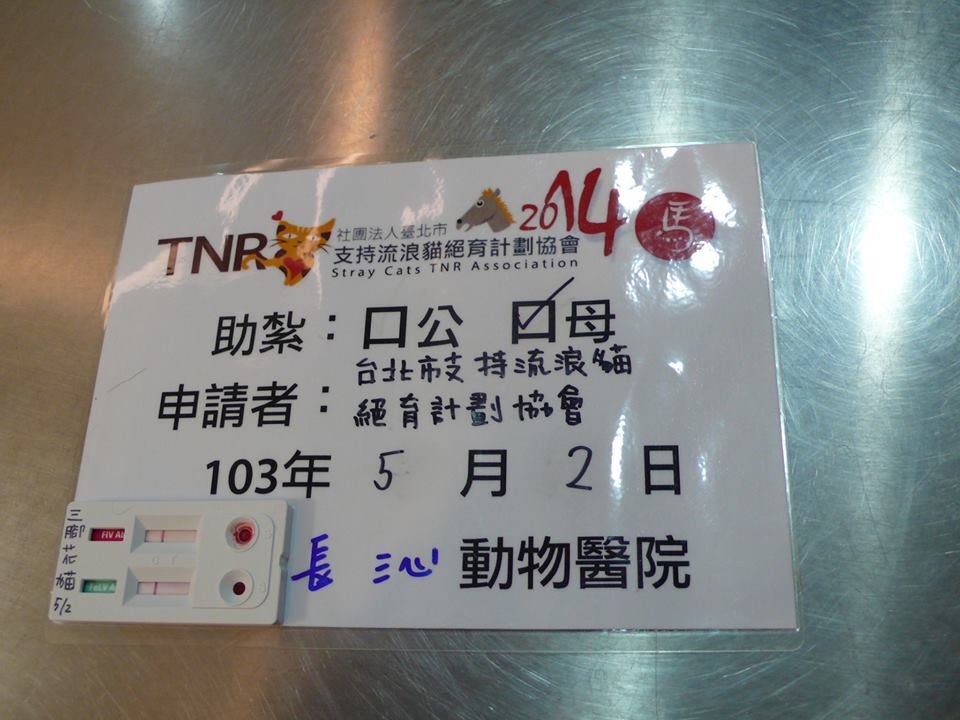 TNR 社團法人臺北市 2014 馬
支持流浪貓絕育計劃協會
Stray Cats TNR Association
助紮：口公 口母
申請者：台北市支持流浪貓
絕育計劃協會
103年 5 月 2 日
長沁 動物醫院
三腳花貓 5/2
FIV Ab
FeLV A